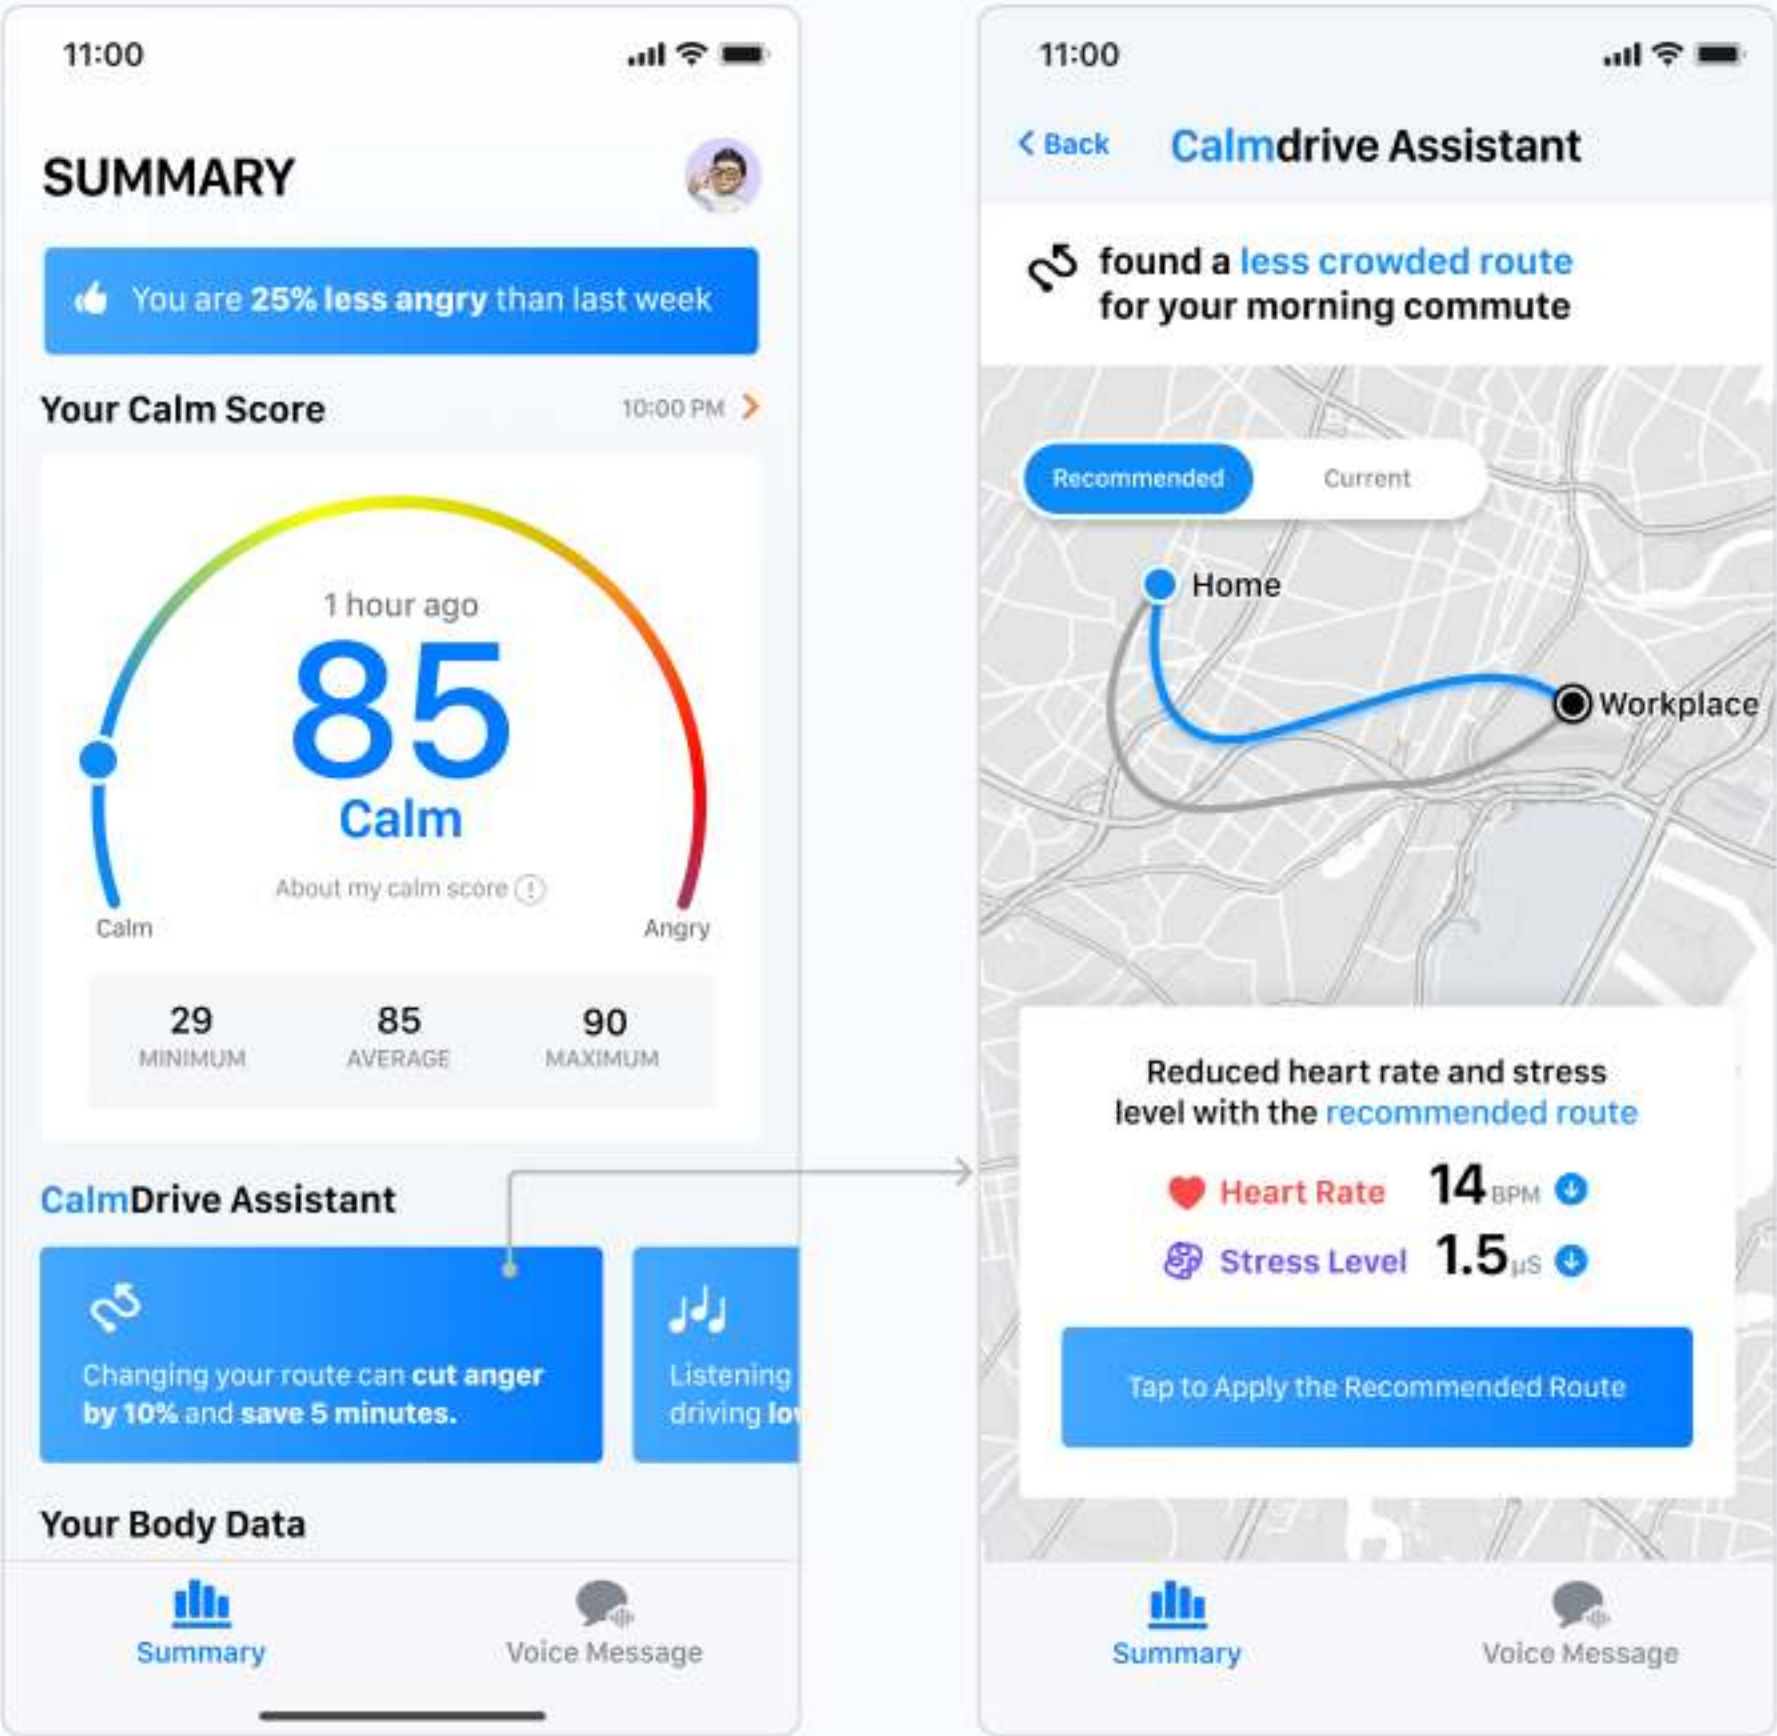 11:00
SUMMARY
You are 25% less angry than last week
Your Calm Score
10:00 PM
1 hour ago
85
Calm
About my calm score
Calm
Angry
29
MINIMUM
85
AVERAGE
90
MAXIMUM
CalmDrive Assistant
Changing your route can cut anger
by 10% and save 5 minutes.
Listening
driving
Your Body Data
Summary
Voice Message
11:00
Back
Calmdrive Assistant
found a less crowded route
for your morning commute
Recommended
Current
Home
Workplace
Reduced heart rate and stress
level with the recommended route
Heart Rate 14 BPM
Stress Level 1.5 µS
Tap to Apply the Recommended Route
Summary
Voice Message